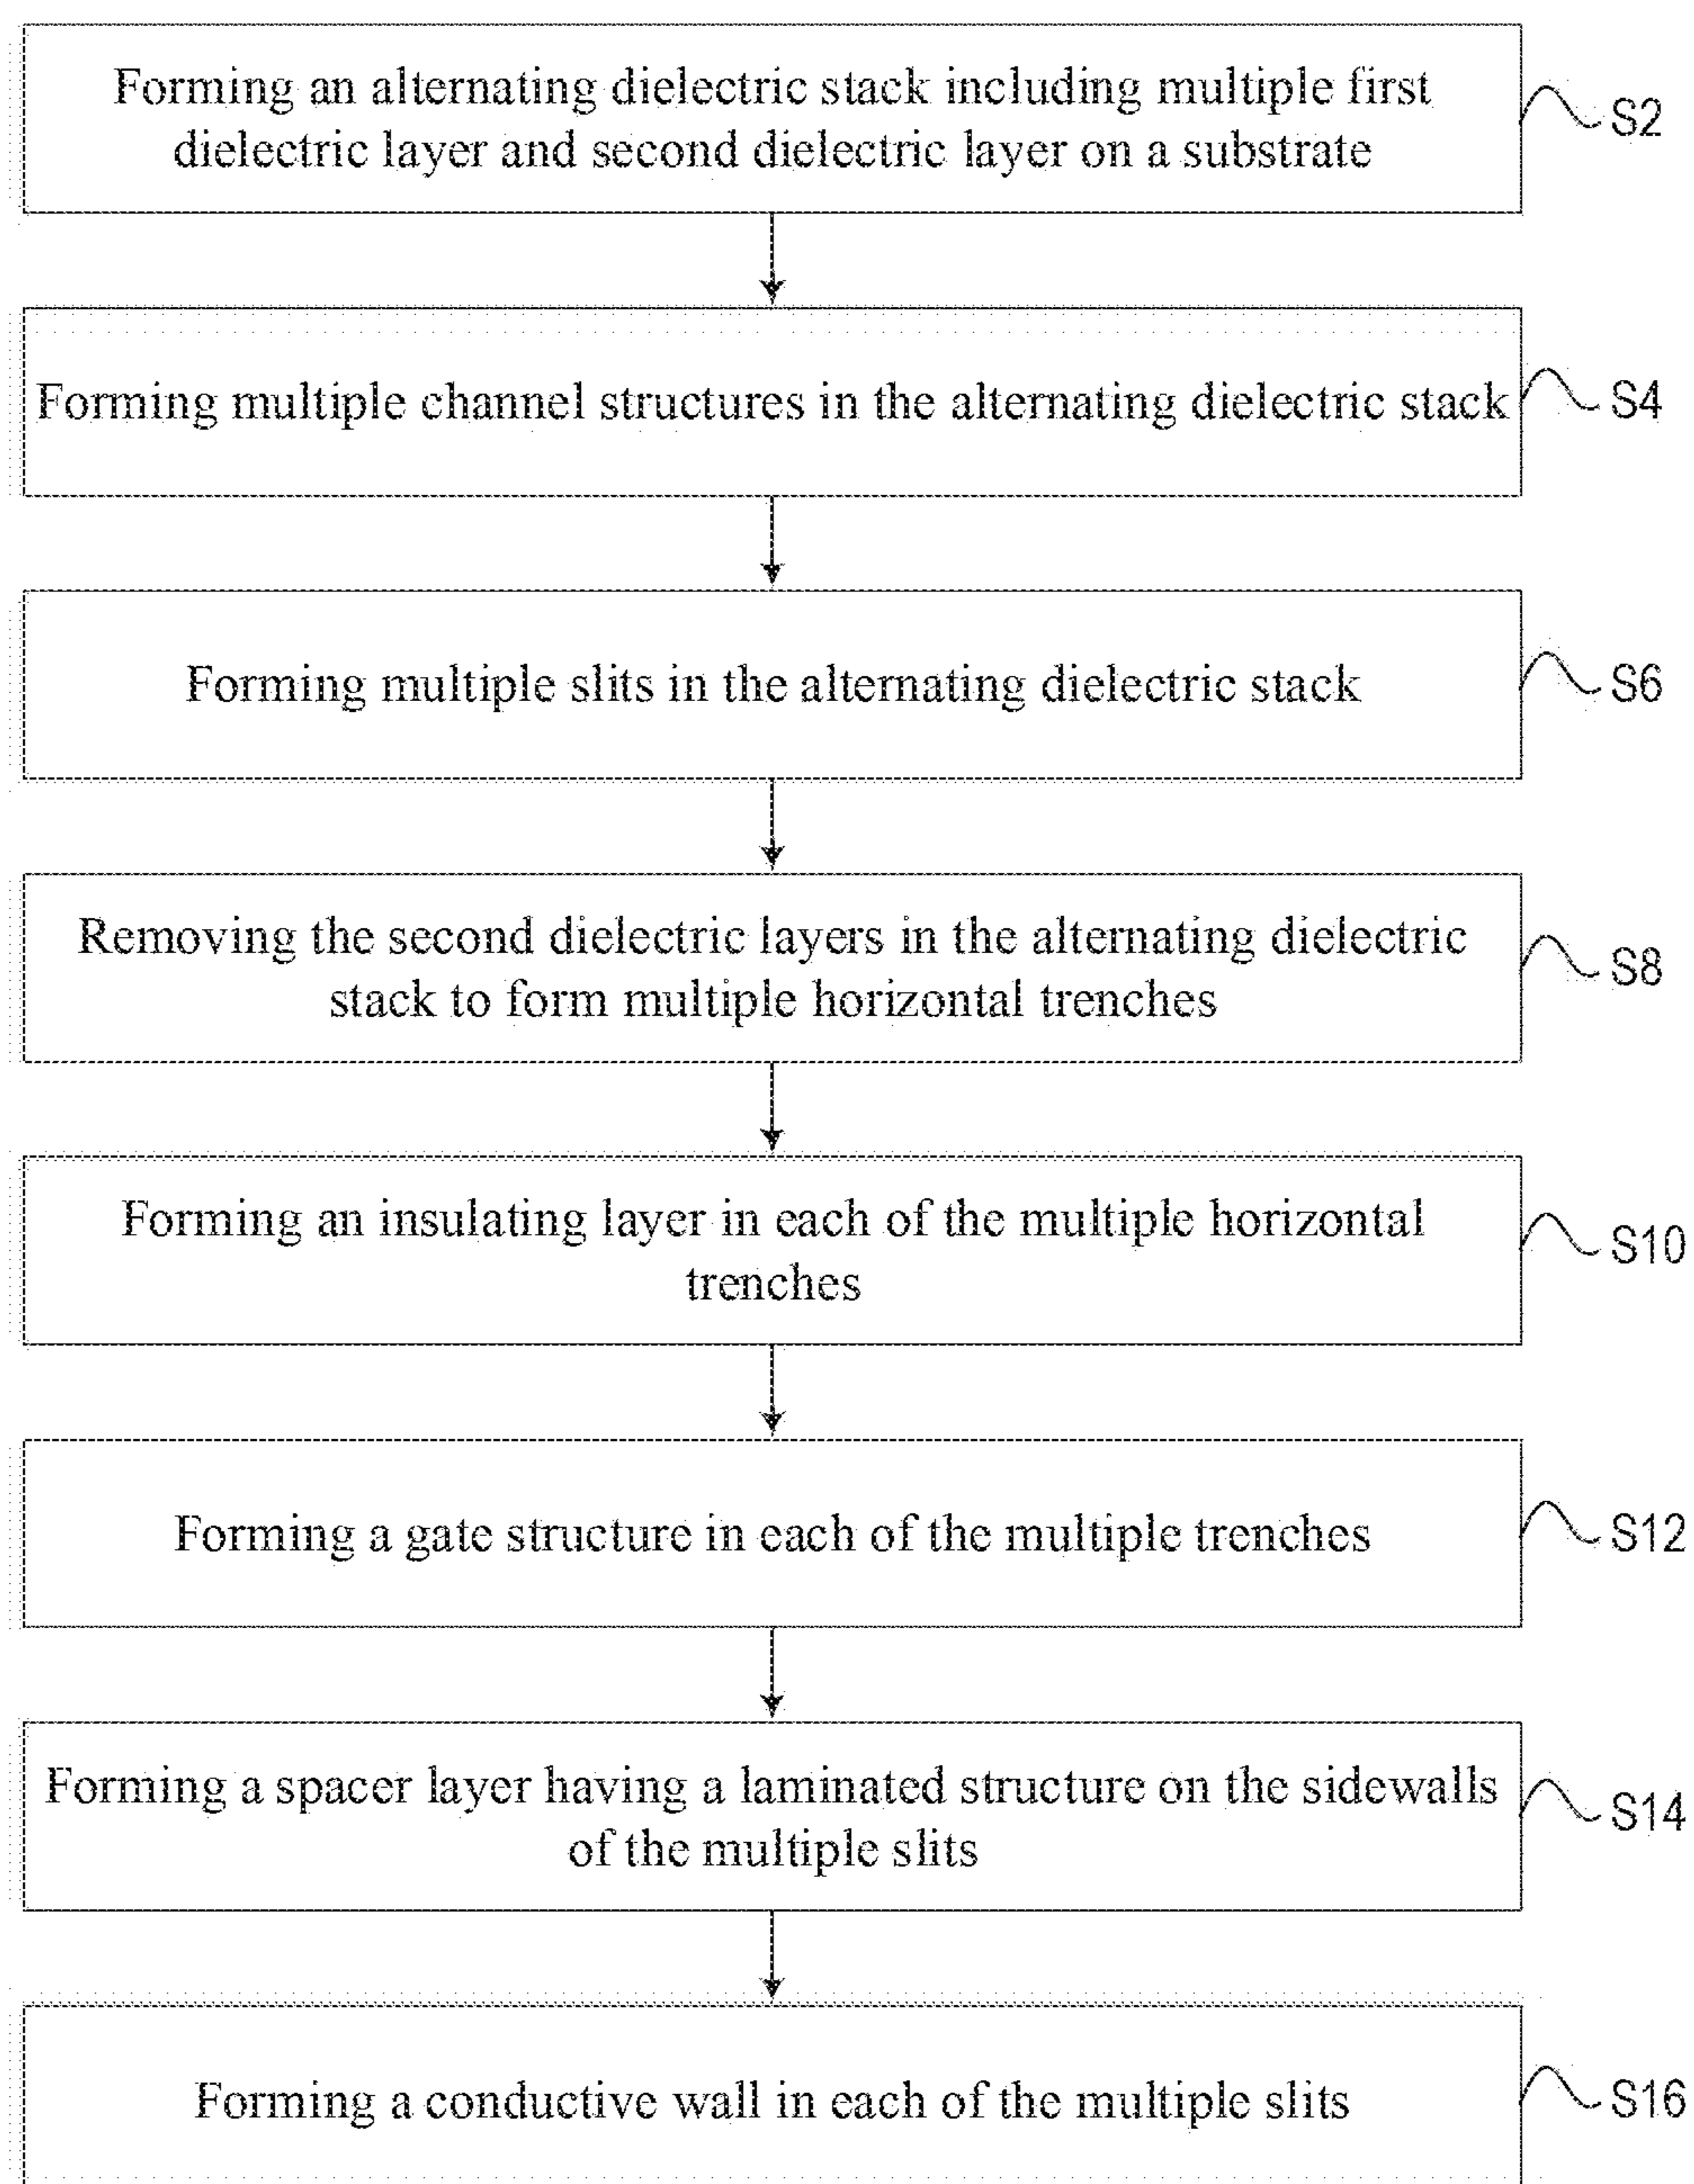 Forming an alternating dielectric stack including multiple first
dielectric layer and second dielectric layer on a substrate
S2
Forming multiple channel structures in the alternating dielectric stack
S4
Forming multiple slits in the alternating dielectric stack
S6
Removing the second dielectric layers in the alternating dielectric
stack to form multiple horizontal trenches
S8
Forming an insulating layer in each of the multiple horizontal
trenches
S10
Forming a gate structure in each of the multiple trenches
S12
Forming a spacer layer having a laminated structure on the sidewalls
of the multiple slits
S14
Forming a conductive wall in each of the multiple slits
S16